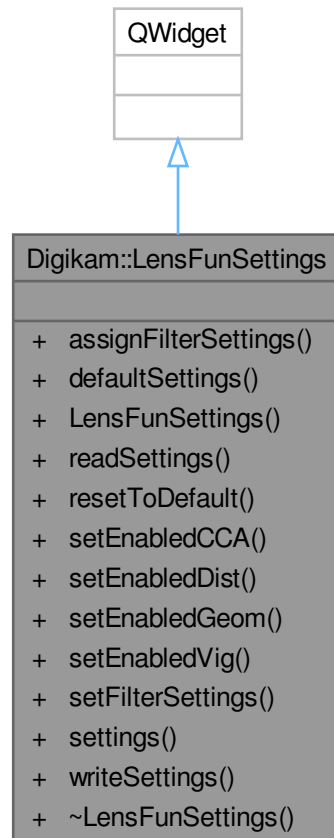 QWidget
Digikam::LensFunSettings
+ assignFilterSettings()
+ defaultSettings()
+ LensFunSettings()
+ readSettings()
+ resetToDefault()
+ setEnabledCCA()
+ setEnabledDist()
+ setEnabledGeom()
+ setEnabledVig()
+ setFilterSettings()
+ settings()
+ writeSettings()
+ ~LensFunSettings()